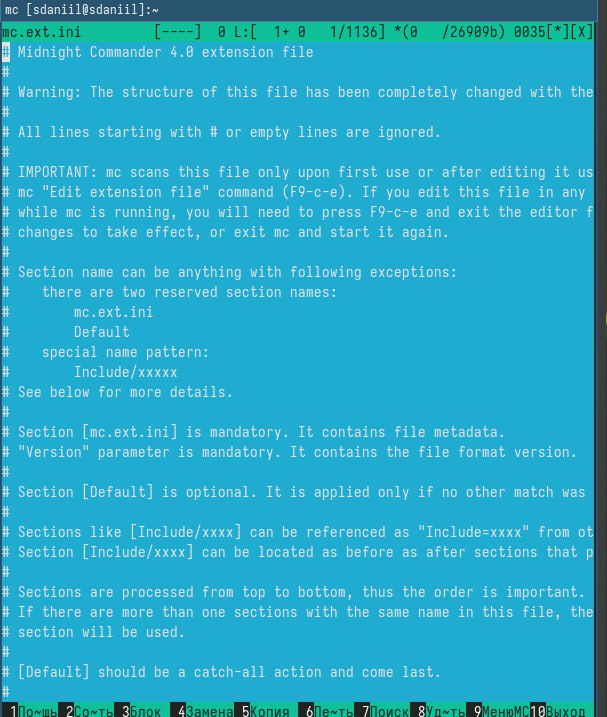 mc [sdaniil@sdaniil]:~
mc.ext.ini [----] 0 L:[ 1+ 0 1/1136] *(0 /26909b) 0035[*][X]
# Midnight Commander 4.0 extension file
#
# Warning: The structure of this file has been completely changed with the
#
# All lines starting with # or empty lines are ignored.
#
# IMPORTANT: mc scans this file only upon first use or after editing it us
# mc "Edit extension file" command (F9-c-e). If you edit this file in any
# while mc is running, you will need to press F9-c-e and exit the editor f
# changes to take effect, or exit mc and start it again.
#
# Section name can be anything with following exceptions:
#    there are two reserved section names:
#        mc.ext.ini
#        Default
#    special name pattern:
#        Include/xxxxx
# See below for more details.
#
# Section [mc.ext.ini] is mandatory. It contains file metadata.
# "Version" parameter is mandatory. It contains the file format version.
#
# Section [Default] is optional. It is applied only if no other match was
#
# Sections like [Include/xxxx] can be referenced as "Include=xxxx" from ot
# Section [Include/xxxx] can be located as before as after sections that p
#
# Sections are processed from top to bottom, thus the order is important.
# If there are more than one sections with the same name in this file, the
# section will be used.
#
# [Default] should be a catch-all action and come last.
#
1По~щь 2Со~ть 3Блок 4Замена 5Копия 6Пе~ть 7Поиск 8Уд~ть 9МенюМС 10Выход